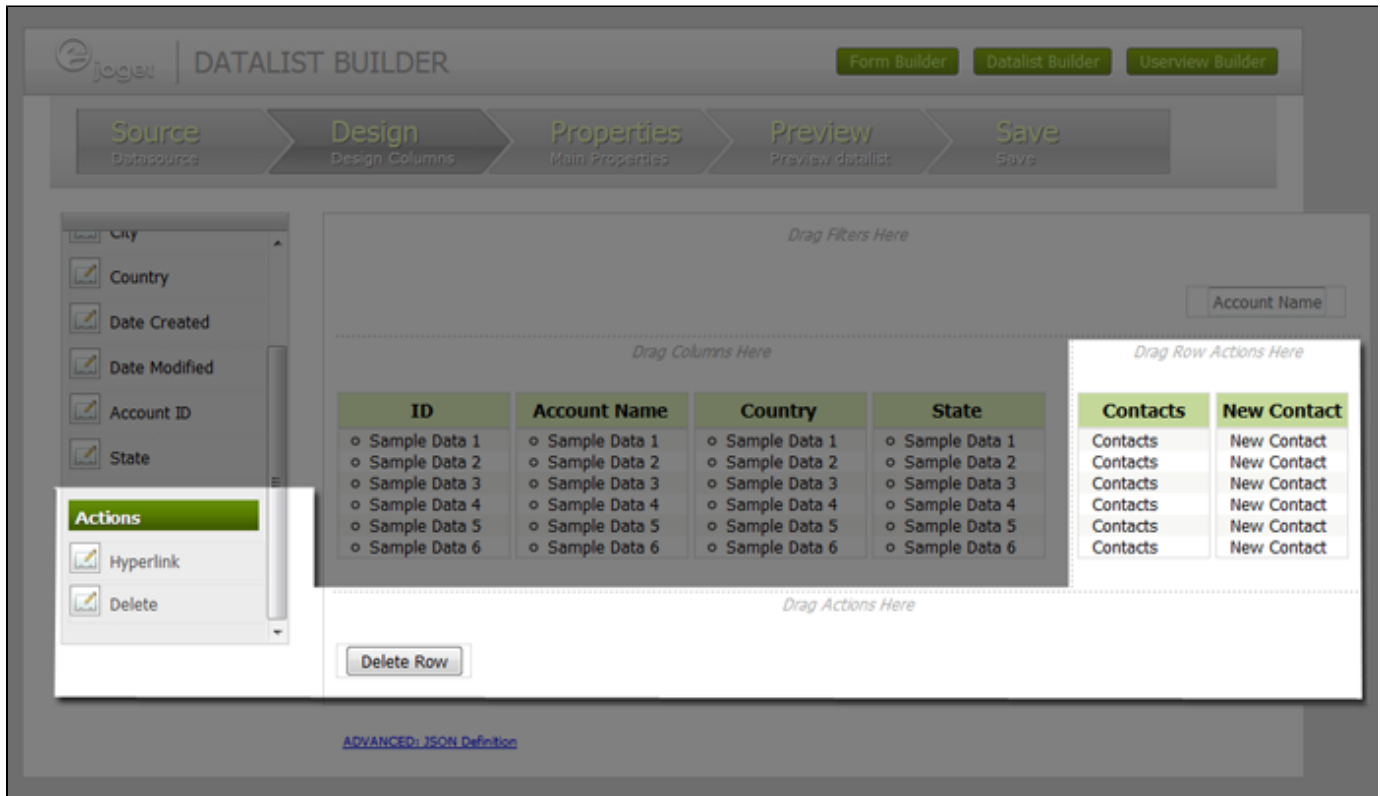 joget DATALIST BUILDER
Form Builder Datalist Builder Userview Builder
Source Design Properties Preview Save
Datasource Design Columns Main Properties Preview datalist Save
City
Country
Date Created
Date Modified
Account ID
State
Actions
Hyperlink
Delete
Drag Filters Here
Account Name
Drag Columns Here Drag Row Actions Here
ID Account Name Country State Contacts New Contact
Sample Data 1 Sample Data 1 Sample Data 1 Sample Data 1 Contacts New Contact
Sample Data 2 Sample Data 2 Sample Data 2 Sample Data 2 Contacts New Contact
Sample Data 3 Sample Data 3 Sample Data 3 Sample Data 3 Contacts New Contact
Sample Data 4 Sample Data 4 Sample Data 4 Sample Data 4 Contacts New Contact
Sample Data 5 Sample Data 5 Sample Data 5 Sample Data 5 Contacts New Contact
Sample Data 6 Sample Data 6 Sample Data 6 Sample Data 6 Contacts New Contact
Drag Actions Here
Delete Row
ADVANCED: JSON Definition